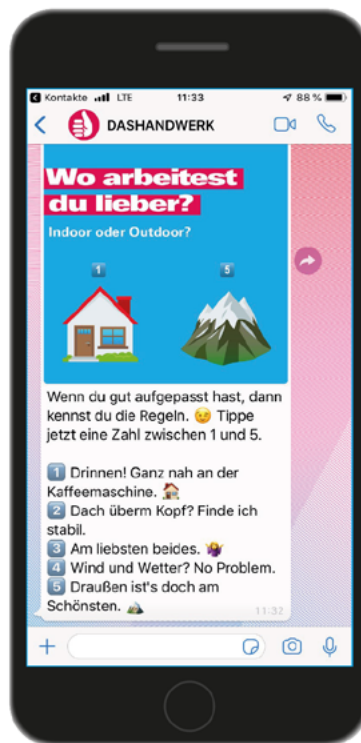 Kontakte LTE 11:33 88 %
DASHANDWERK
Wo arbeitest
du lieber?
Indoor oder Outdoor?
1 5
Wenn du gut aufgepasst hast, dann
kennst du die Regeln. 😉 Tippe
jetzt eine Zahl zwischen 1 und 5.
1️⃣ Drinnen! Ganz nah an der
Kaffeemaschine. 🏠
2️⃣ Dach überm Kopf? Finde ich
stabil.
3️⃣ Am liebsten beides. 🤷‍♀️
4️⃣ Wind und Wetter? No Problem.
5️⃣ Draußen ist's doch am
Schönsten. 🏔️
11:32